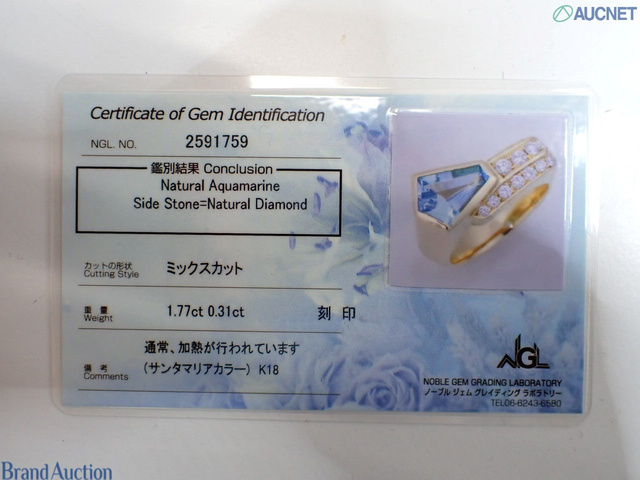 AUCNET
Certificate of Gem Identification
NGL. NO. 2591759
鑑別結果 Conclusion
Natural Aquamarine
Side Stone=Natural Diamond
カットの形状 ミックスカット
Cutting Style
重量 1.77ct 0.31ct 刻印
Weight
通常、加熱が行われています
備考 (サンタマリアカラー) K18
Comments
NGL
NOBLE GEM GRADING LABORATORY
ノーブル ジェム グレイディング ラボラトリー
TEL06-6243-6580
Brand Auction